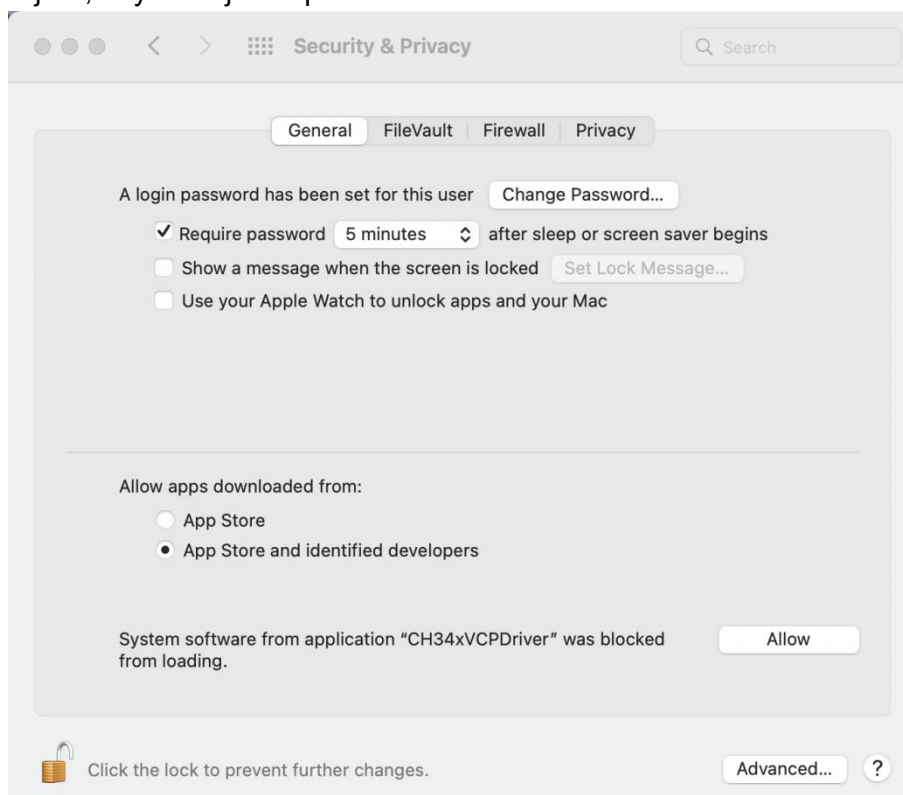 Security & Privacy
Search
General FileVault Firewall Privacy
A login password has been set for this user Change Password...
Require password 5 minutes after sleep or screen saver begins
Show a message when the screen is locked Set Lock Message...
Use your Apple Watch to unlock apps and your Mac
Allow apps downloaded from:
App Store
App Store and identified developers
System software from application “CH34xVCPDriver” was blocked Allow
from loading.
Click the lock to prevent further changes. Advanced... ?